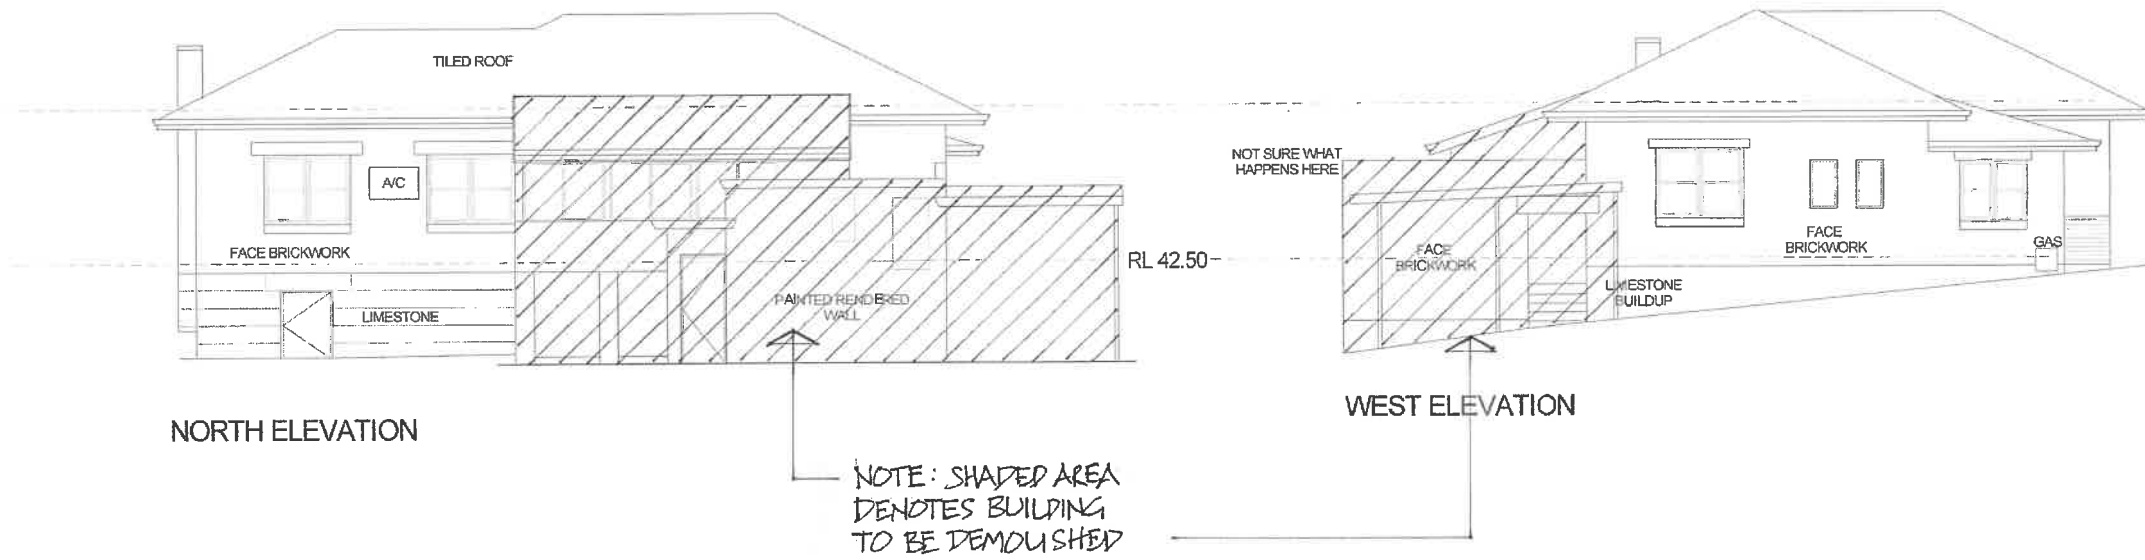 TILED ROOF
A/C
FACE BRICKWORK
LIMESTONE
PAINTED RENDERED
WALL
RL 42.50
NORTH ELEVATION
NOT SURE WHAT
HAPPENS HERE
FACE
BRICKWORK
FACE
BRICKWORK
GAS
LIMESTONE
BUILDUP
WEST ELEVATION
NOTE: SHADED AREA
DENOTES BUILDING
TO BE DEMOLISHED